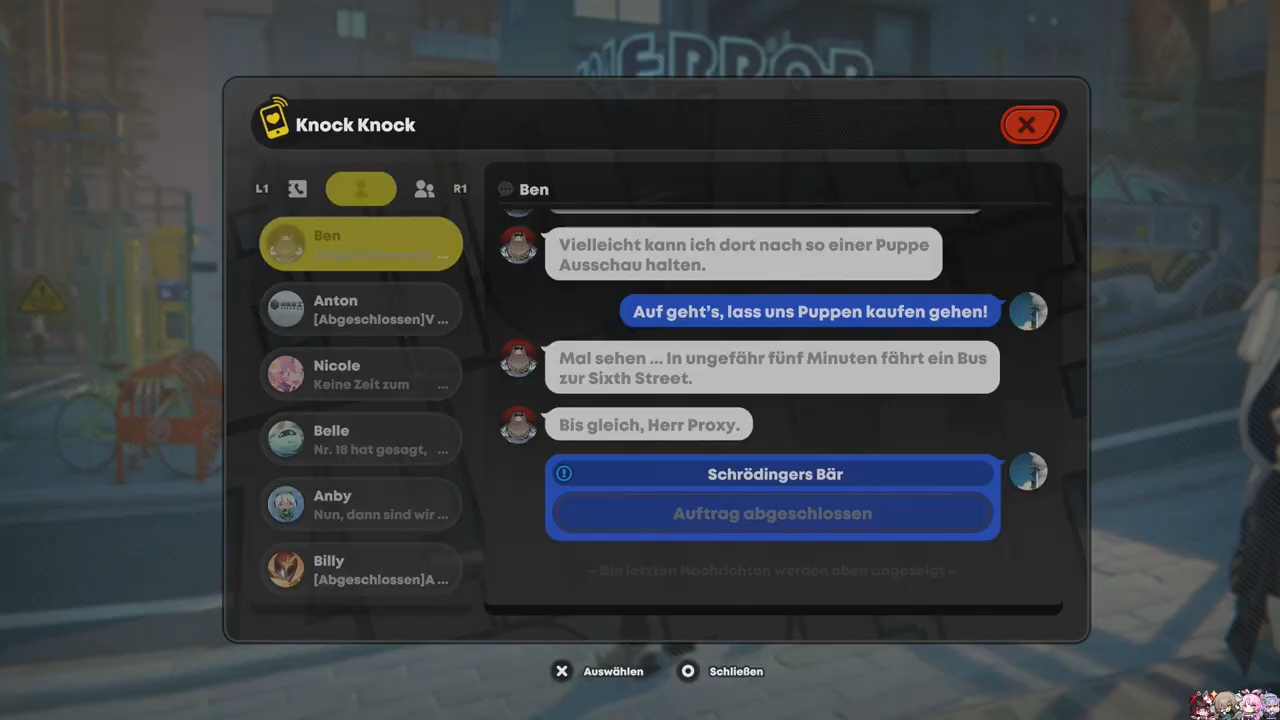 ERROR
Knock Knock
L1
R1
Ben
Anton
[Abgeschlossen]V ...
Nicole
Keine Zeit zum ...
Belle
Nr. 18 hat gesagt, ...
Anby
Nun, dann sind wir ...
Billy
[Abgeschlossen]A ...
Ben
Vielleicht kann ich dort nach so einer Puppe
Ausschau halten.
Auf geht's, lass uns Puppen kaufen gehen!
Mal sehen ... In ungefähr fünf Minuten fährt ein Bus
zur Sixth Street.
Bis gleich, Herr Proxy.
Schrödingers Bär
Auftrag abgeschlossen
– Die letzten Nachrichten werden oben angezeigt –
Auswählen
Schließen